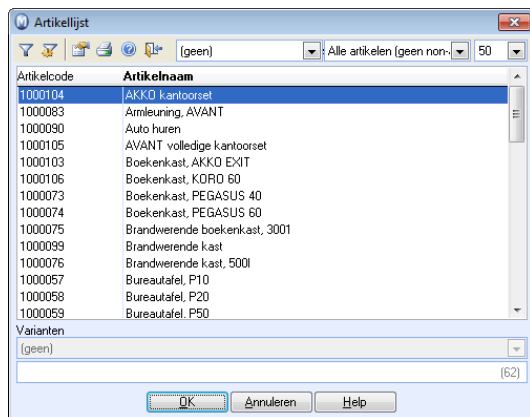 Artikellijst
(geen) Alle artikelen (geen non-. 50
Artikelcode Artikelnaam
1000104 AKKO kantoorset
1000083 Armleuning, AVANT
1000090 Auto huren
1000105 AVANT volledige kantoorset
1000103 Boekenkast, AKKO EXIT
1000106 Boekenkast, KORO 60
1000073 Boekenkast, PEGASUS 40
1000074 Boekenkast, PEGASUS 60
1000075 Brandwerende boekenkast, 3001
1000099 Brandwerende kast
1000076 Brandwerende kast, 500l
1000057 Bureautafel, P10
1000058 Bureautafel, P20
1000059 Bureautafel, P50
Varianten
(geen)
(62)
OK Annuleren Help